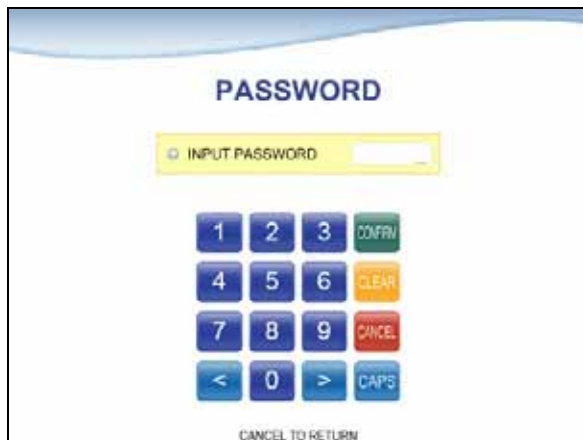 PASSWORD
INPUT PASSWORD
1 2 3 CONFIRM
4 5 6 CLEAR
7 8 9 CANCEL
< 0 > CAPS
CANCEL TO RETURN